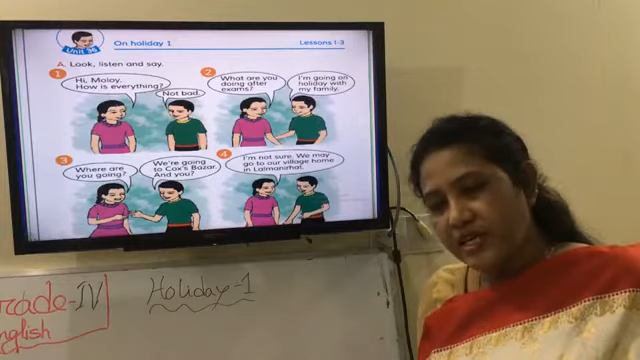 Unit 36
On holiday 1
Lessons 1-3
A. Look, listen and say.
1
Hi, Moloy.
How is everything?
Not bad.
2
What are you
doing after
exams?
I'm going on
holiday with
my family.
3
Where are
you going?
We're going
to Cox's Bazar.
And you?
4
I'm not sure. We may
go to our village home
in Lalmonirhat.
rade-IV
nglish
Holiday-1